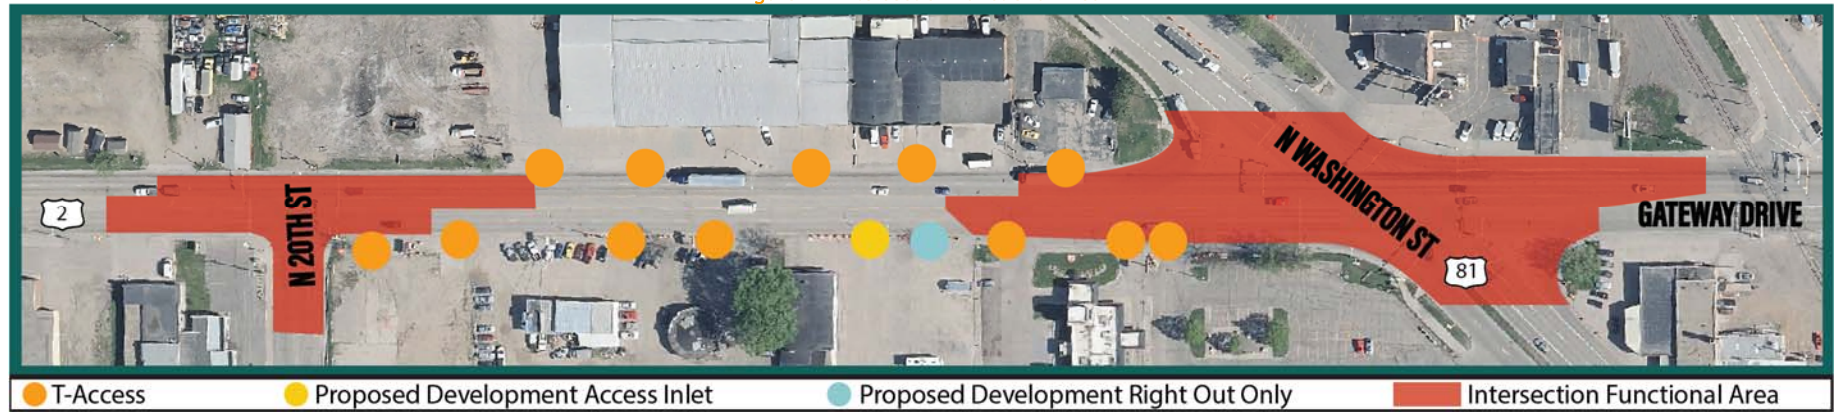 N WASHINGTON ST
2
N 20TH ST
GATEWAY DRIVE
81
T-Access
Proposed Development Access Inlet
Proposed Development Right Out Only
Intersection Functional Area